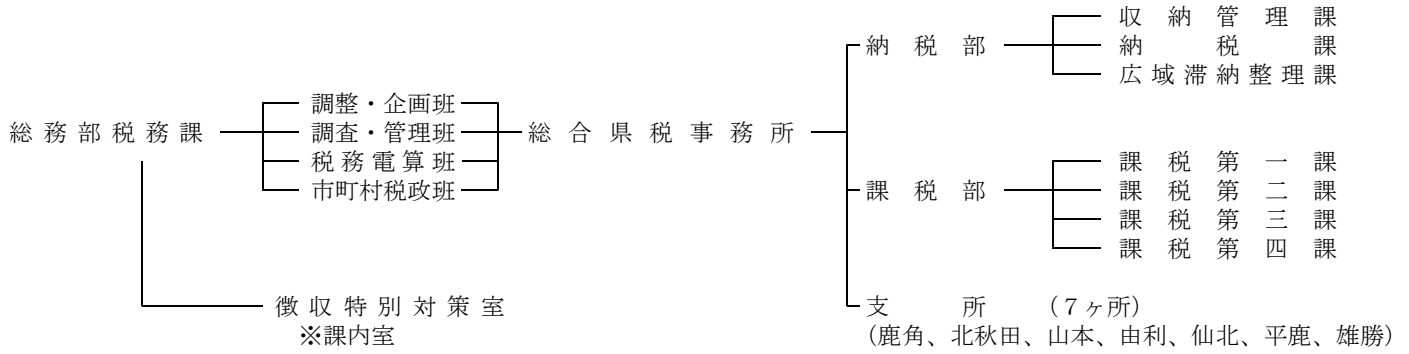 総務部税務課
調整・企画班
調査・管理班
税務電算班
市町村税政班
徴収特別対策室
※課内室
総合県税事務所
納税部
収納管理課
納税課
広域滞納整理課
課税部
課税第一課
課税第二課
課税第三課
課税第四課
支所 (7ヶ所)
(鹿角、北秋田、山本、由利、仙北、平鹿、雄勝)